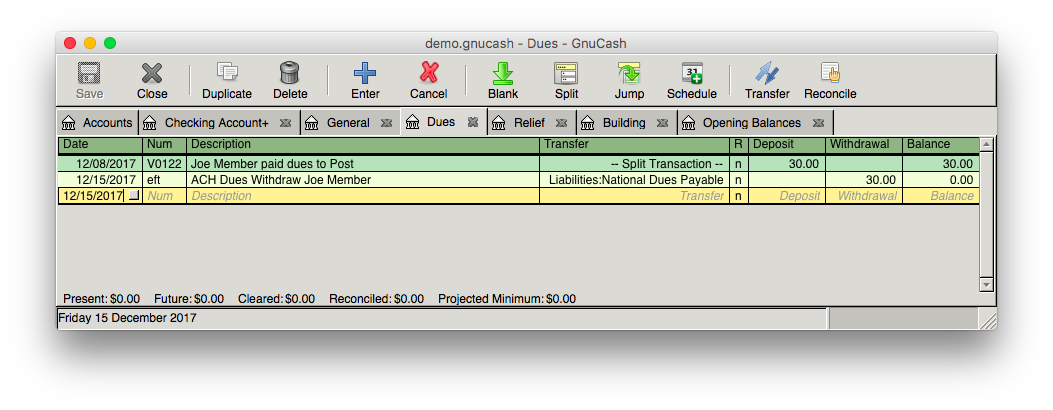 demo.gnucash - Dues - GnuCash
Save Close Duplicate Delete Enter Cancel Blank Split Jump 31 Schedule Transfer Reconcile
Accounts Checking Account+ General Dues Relief Building Opening Balances
Date Num Description Transfer R Deposit Withdrawal Balance
12/08/2017 V0122 Joe Member paid dues to Post -- Split Transaction -- n 30.00 30.00
12/15/2017 eft ACH Dues Withdraw Joe Member Liabilities:National Dues Payable n 30.00 0.00
12/15/2017 Num Description Transfer n Deposit Withdrawal Balance
Present: $0.00 Future: $0.00 Cleared: $0.00 Reconciled: $0.00 Projected Minimum: $0.00
Friday 15 December 2017